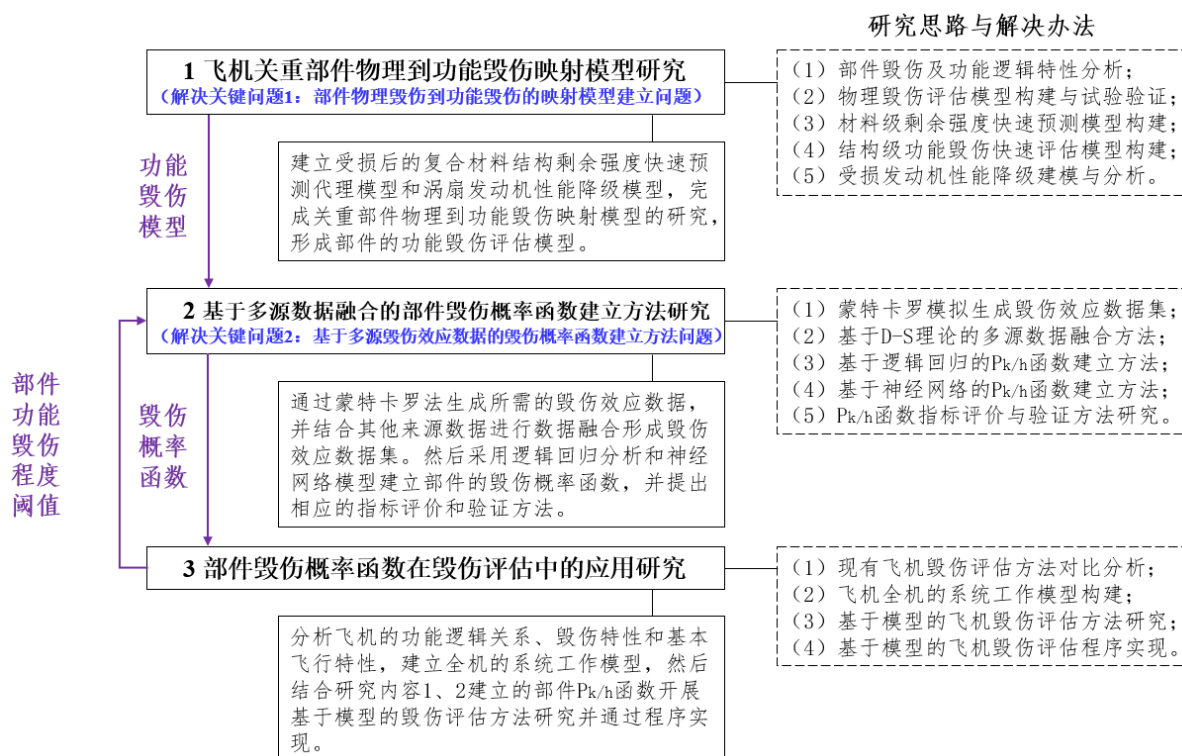 研究思路与解决办法
1 飞机关重部件物理到功能毁伤映射模型研究
（解决关键问题1：部件物理毁伤到功能毁伤的映射模型建立问题）
（1）部件毁伤及功能逻辑特性分析；
（2）物理毁伤评估模型构建与试验验证；
（3）材料级剩余强度快速预测模型构建；
（4）结构级功能毁伤快速评估模型构建；
（5）受损发动机性能降级建模与分析。
功能
毁伤
模型
建立受损后的复合材料结构剩余强度快速预
测代理模型和涡扇发动机性能降级模型，完
成关重部件物理到功能毁伤映射模型的研究，
形成部件的功能毁伤评估模型。
2 基于多源数据融合的部件毁伤概率函数建立方法研究
（解决关键问题2：基于多源毁伤效应数据的毁伤概率函数建立方法问题）
（1）蒙特卡罗模拟生成毁伤效应数据集；
（2）基于D-S理论的多源数据融合方法；
（3）基于逻辑回归的Pk/h函数建立方法；
（4）基于神经网络的Pk/h函数建立方法；
（5）Pk/h函数指标评价与验证方法研究。
部件
功能
毁伤
程度
阈值
毁伤
概率
函数
通过蒙特卡罗法生成所需的毁伤效应数据，
并结合其他来源数据进行数据融合形成毁伤
效应数据集。然后采用逻辑回归分析和神经
网络模型建立部件的毁伤概率函数，并提出
相应的指标评价和验证方法。
3 部件毁伤概率函数在毁伤评估中的应用研究
（1）现有飞机毁伤评估方法对比分析；
（2）飞机全机的系统工作模型构建；
（3）基于模型的飞机毁伤评估方法研究；
（4）基于模型的飞机毁伤评估程序实现。
分析飞机的功能逻辑关系、毁伤特性和基本
飞行特性，建立全机的系统工作模型，然后
结合研究内容1、2建立的部件Pk/h函数开展
基于模型的毁伤评估方法研究并通过程序实
现。